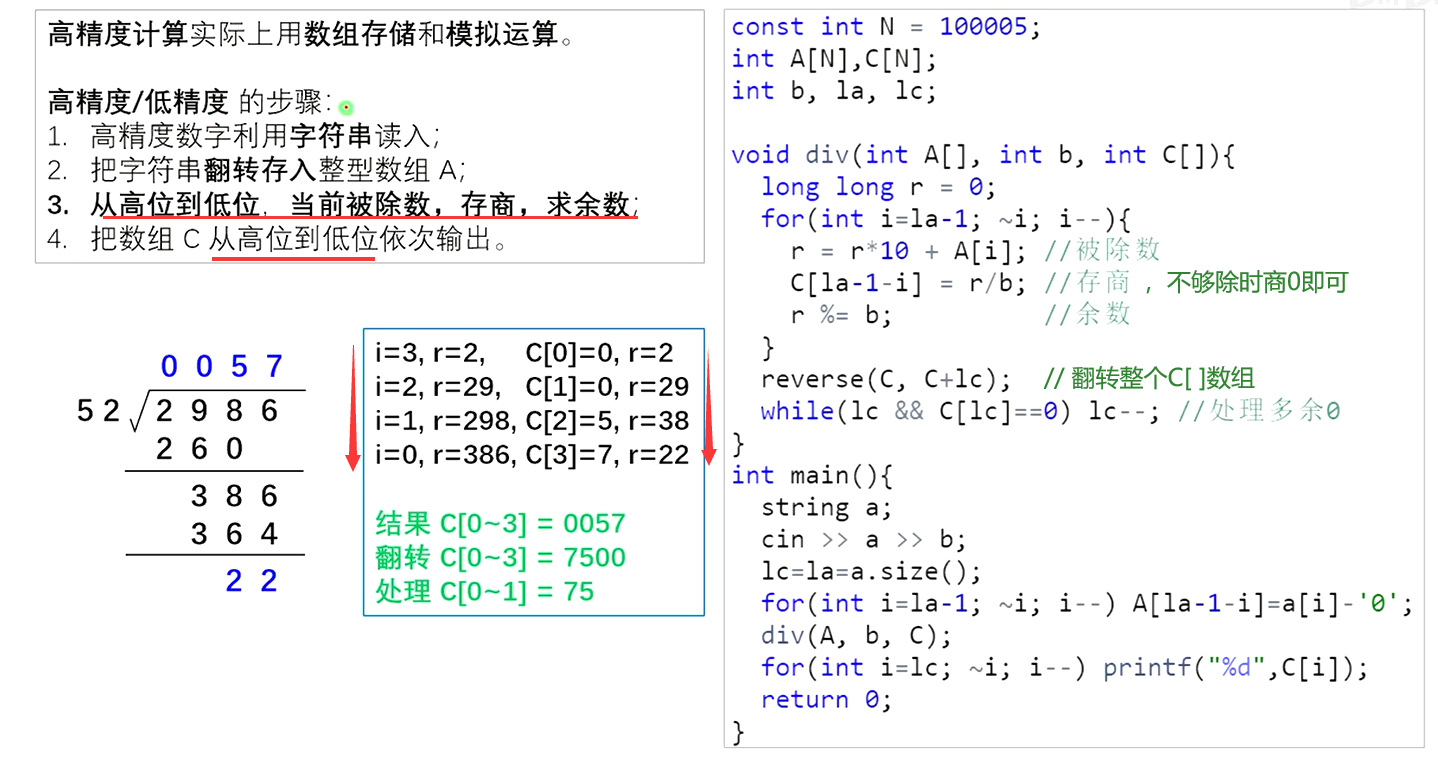 高精度计算实际上用数组存储和模拟运算。
高精度/低精度 的步骤:
1. 高精度数字利用字符串读入;
2. 把字符串翻转存入整型数组 A;
3. 从高位到低位，当前被除数，存商，求余数;
4. 把数组 C 从高位到低位依次输出。
0 0 5 7
5 2 2 9 8 6
2 6 0
3 8 6
3 6 4
2 2
i=3, r=2, C[0]=0, r=2
i=2, r=29, C[1]=0, r=29
i=1, r=298, C[2]=5, r=38
i=0, r=386, C[3]=7, r=22
结果 C[0~3] = 0057
翻转 C[0~3] = 7500
处理 C[0~1] = 75
const int N = 100005;
int A[N],C[N];
int b, la, lc;
void div(int A[], int b, int C[]){
long long r = 0;
for(int i=la-1; ~i; i--){
r = r*10 + A[i]; //被除数
C[la-1-i] = r/b; //存商 ，不够除时商0即可
r %= b; //余数
}
reverse(C, C+lc); // 翻转整个C[ ]数组
while(lc && C[lc]==0) lc--; //处理多余0
}
int main(){
string a;
cin >> a >> b;
lc=la=a.size();
for(int i=la-1; ~i; i--) A[la-1-i]=a[i]-'0';
div(A, b, C);
for(int i=lc; ~i; i--) printf("%d",C[i]);
return 0;
}